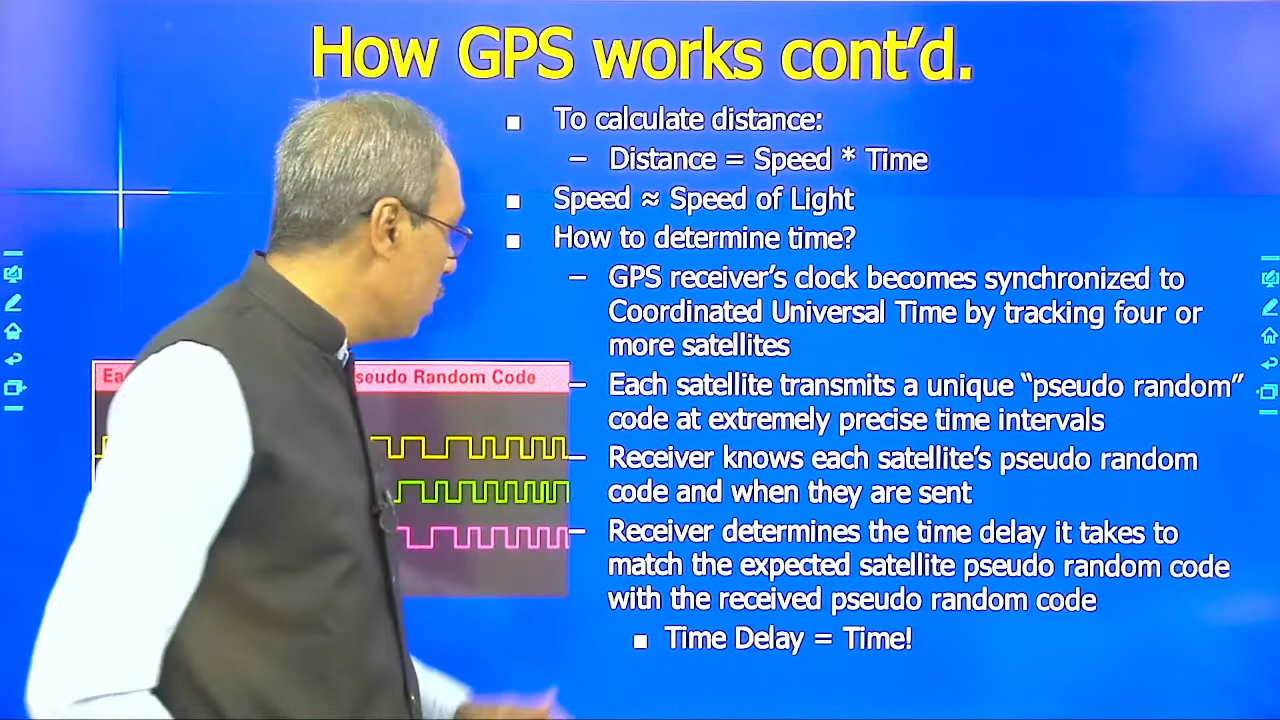 How GPS works cont’d.
▪ To calculate distance:
– Distance = Speed * Time
▪ Speed ≈ Speed of Light
▪ How to determine time?
– GPS receiver’s clock becomes synchronized to
Coordinated Universal Time by tracking four or
more satellites
– Each satellite transmits a unique “pseudo random”
code at extremely precise time intervals
– Receiver knows each satellite’s pseudo random
code and when they are sent
– Receiver determines the time delay it takes to
match the expected satellite pseudo random code
with the received pseudo random code
▪ Time Delay = Time!
Random Code